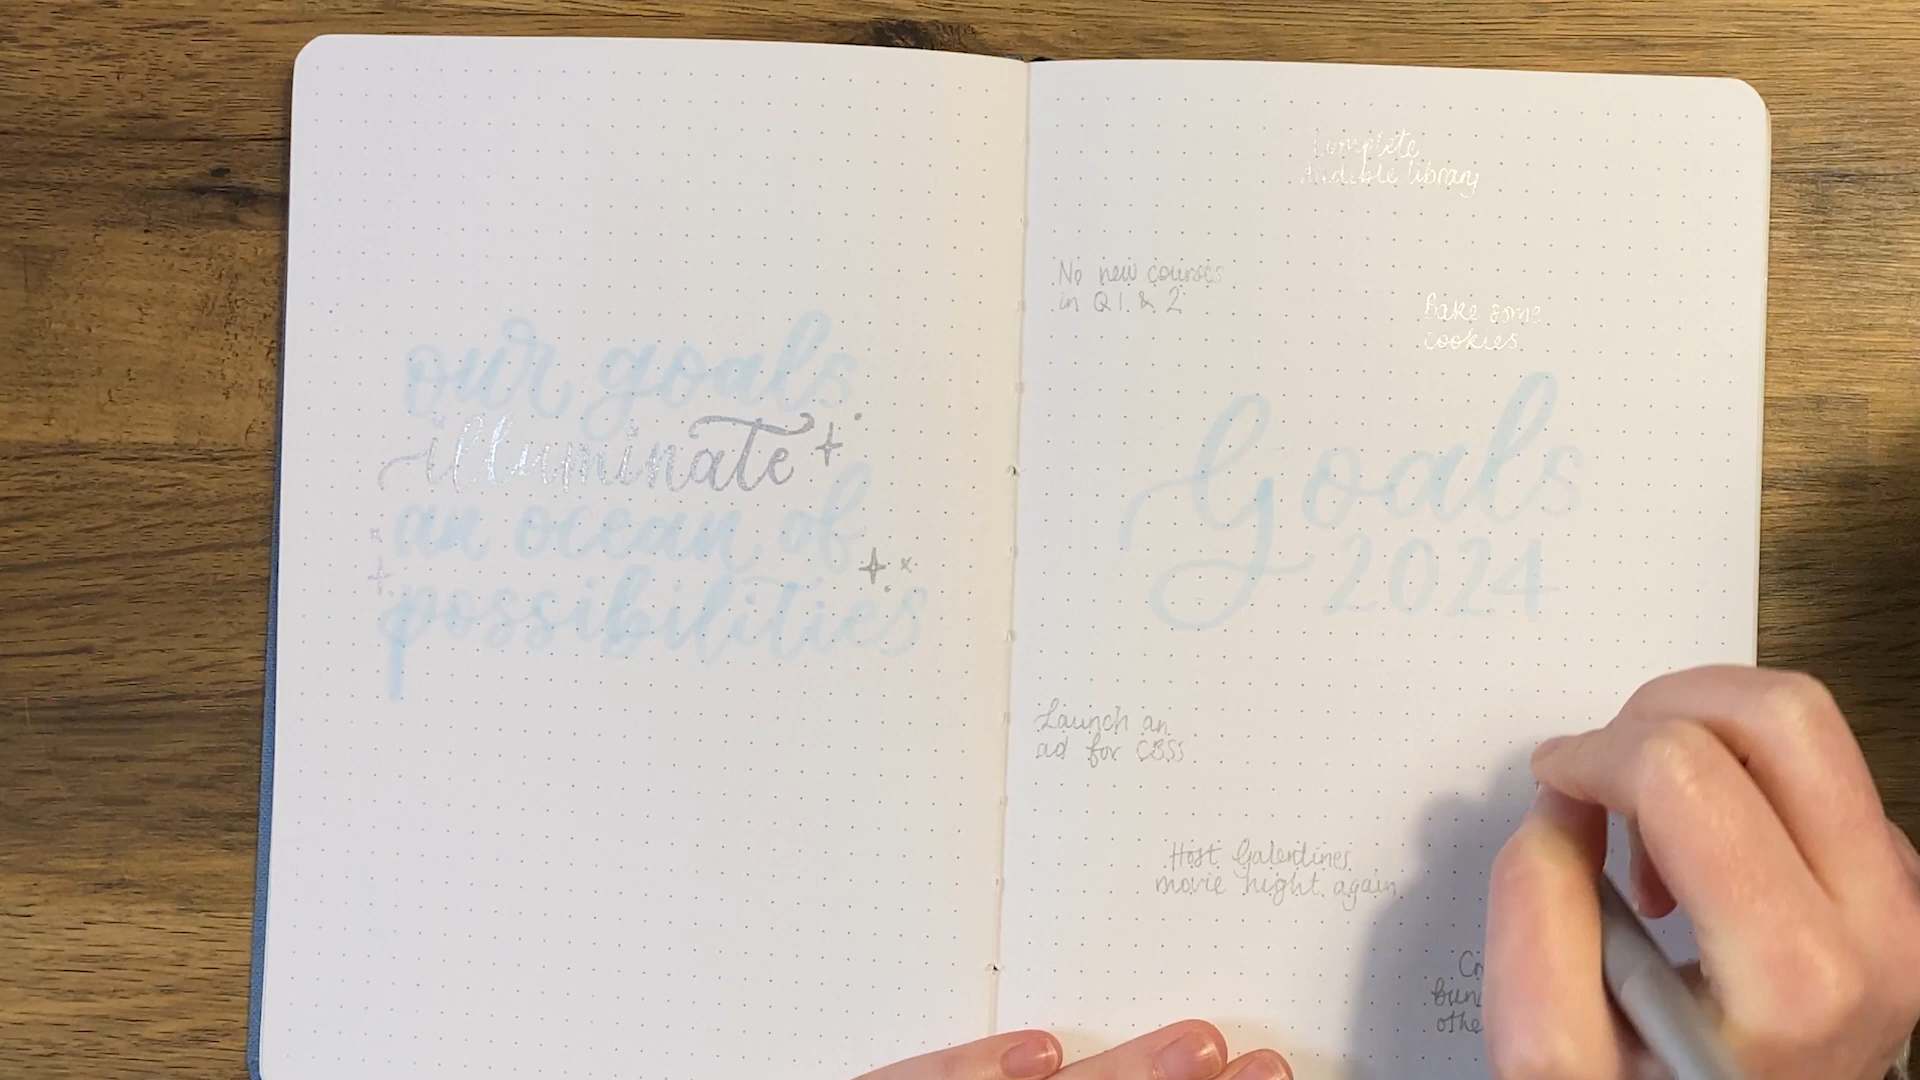 our goals
illuminate
an ocean of
possibilities
Complete
Audible library
No new courses
in Q1 & 2
Bake some
cookies
Goals
2024
Launch an
ad for CBSS
Host Galentines
movie night again